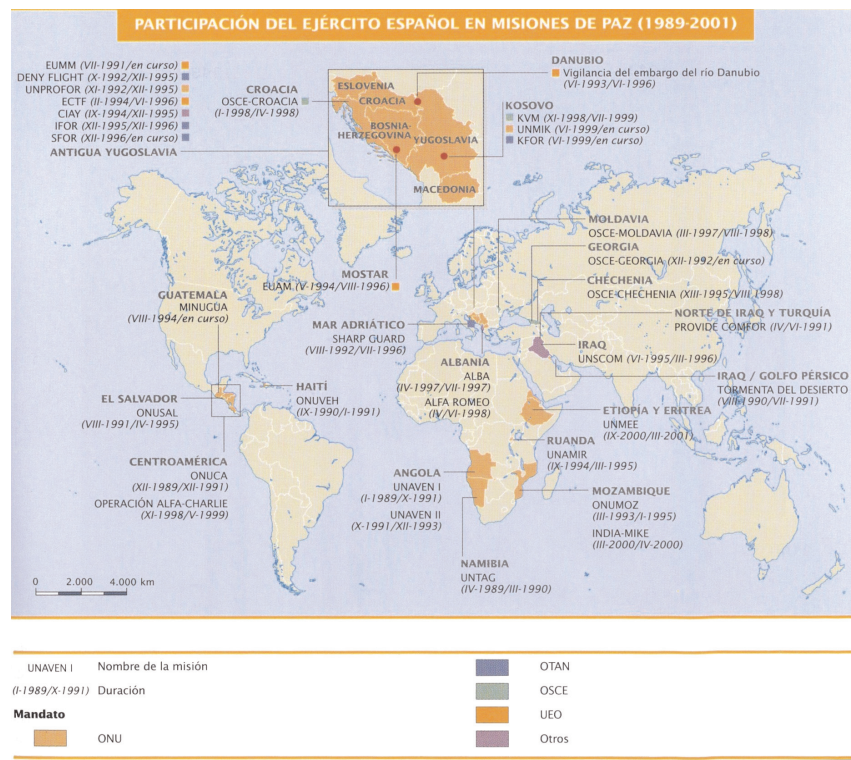 PARTICIPACIÓN DEL EJÉRCITO ESPAÑOL EN MISIONES DE PAZ (1989-2001)
EUMM (VII-1991/en curso)
DENY FLIGHT (X-1992/XII-1995)
UNPROFOR (XI-1992/XII-1995)
ECTF (II-1994/VI-1996)
CIAY (IX-1994/XII-1995)
IFOR (XII-1995/XII-1996)
SFOR (XII-1996/en curso)
ANTIGUA YUGOSLAVIA
CROACIA
OSCE-CROACIA
(I-1998/IV-1998)
ESLOVENIA
CROACIA
BOSNIA-
HERZEGOVINA
YUGOSLAVIA
MACEDONIA
DANUBIO
Vigilancia del embargo del río Danubio
(VI-1993/VI-1996)
KOSOVO
KVM (XI-1998/VII-1999)
UNMIK (VI-1999/en curso)
KFOR (VI-1999/en curso)
MOLDAVIA
OSCE-MOLDAVIA (III-1997/VIII-1998)
GEORGIA
OSCE-GEORGIA (XII-1992/en curso)
CHECHENIA
OSCE-CHECHENIA (XIII-1995/VIII 1998)
NORTE DE IRAQ Y TURQUÍA
PROVIDE COMFOR (IV/VI-1991)
IRAQ
UNSCOM (VI-1995/III-1996)
IRAQ / GOLFO PÉRSICO
TORMENTA DEL DESIERTO
(VIII-1990/VII-1991)
MOSTAR
EUAM (V-1994/VIII-1996)
GUATEMALA
MINUGUA
(VIII-1994/en curso)
MAR ADRIÁTICO
SHARP GUARD
(VIII-1992/VII-1996)
ALBANIA
ALBA
(IV-1997/VII-1997)
ALFA ROMEO
(IV/VI-1998)
EL SALVADOR
ONUSAL
(VIII-1991/IV-1995)
HAITÍ
ONUVEH
(IX-1990/I-1991)
ETIOPÍA Y ERITREA
UNMEE
(IX-2000/III-2001)
RUANDA
UNAMIR
(IX-1994/III-1995)
CENTROAMÉRICA
ONUCA
(XII-1989/XII-1991)
OPERACIÓN ALFA-CHARLIE
(XI-1998/V-1999)
ANGOLA
UNAVEN I
(I-1989/X-1991)
UNAVEN II
(X-1991/XII-1993)
MOZAMBIQUE
ONUMOZ
(III-1993/I-1995)
INDIA-MIKE
(III-2000/IV-2000)
NAMIBIA
UNTAG
(IV-1989/III-1990)
0 2.000 4.000 km
UNAVEN I Nombre de la misión
(I-1989/X-1991) Duración
Mandato
ONU
OTAN
OSCE
UEO
Otros